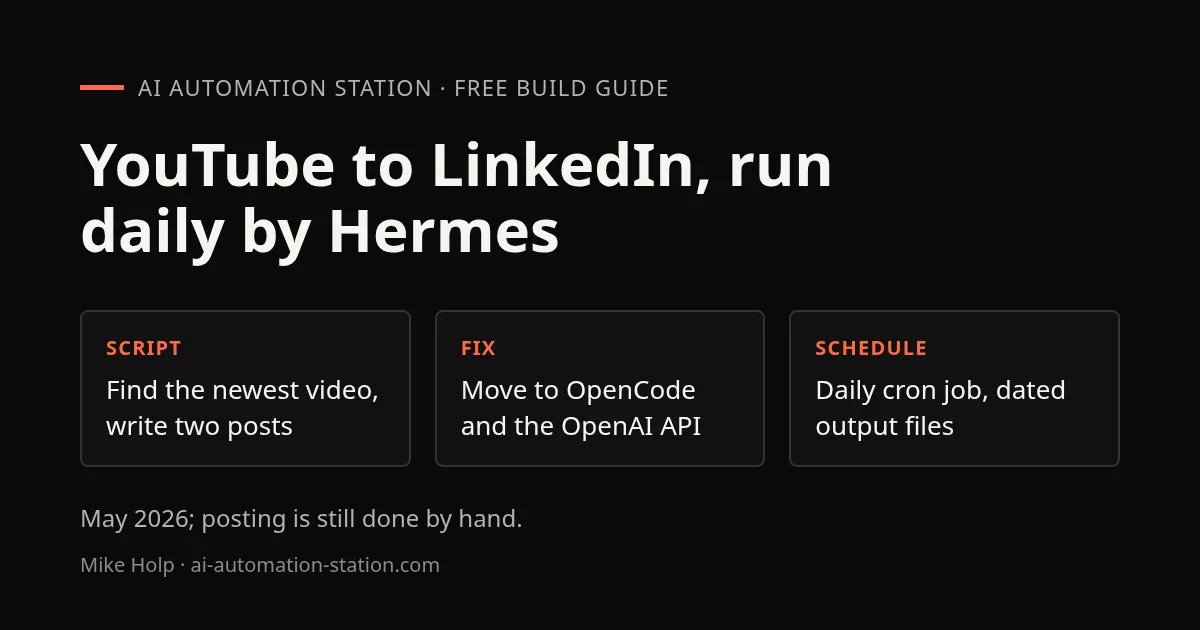 AI AUTOMATION STATION · FREE BUILD GUIDE
YouTube to LinkedIn, run
daily by Hermes
SCRIPT
Find the newest video,
write two posts
FIX
Move to OpenCode
and the OpenAI API
SCHEDULE
Daily cron job, dated
output files
May 2026; posting is still done by hand.
Mike Holp · ai-automation-station.com